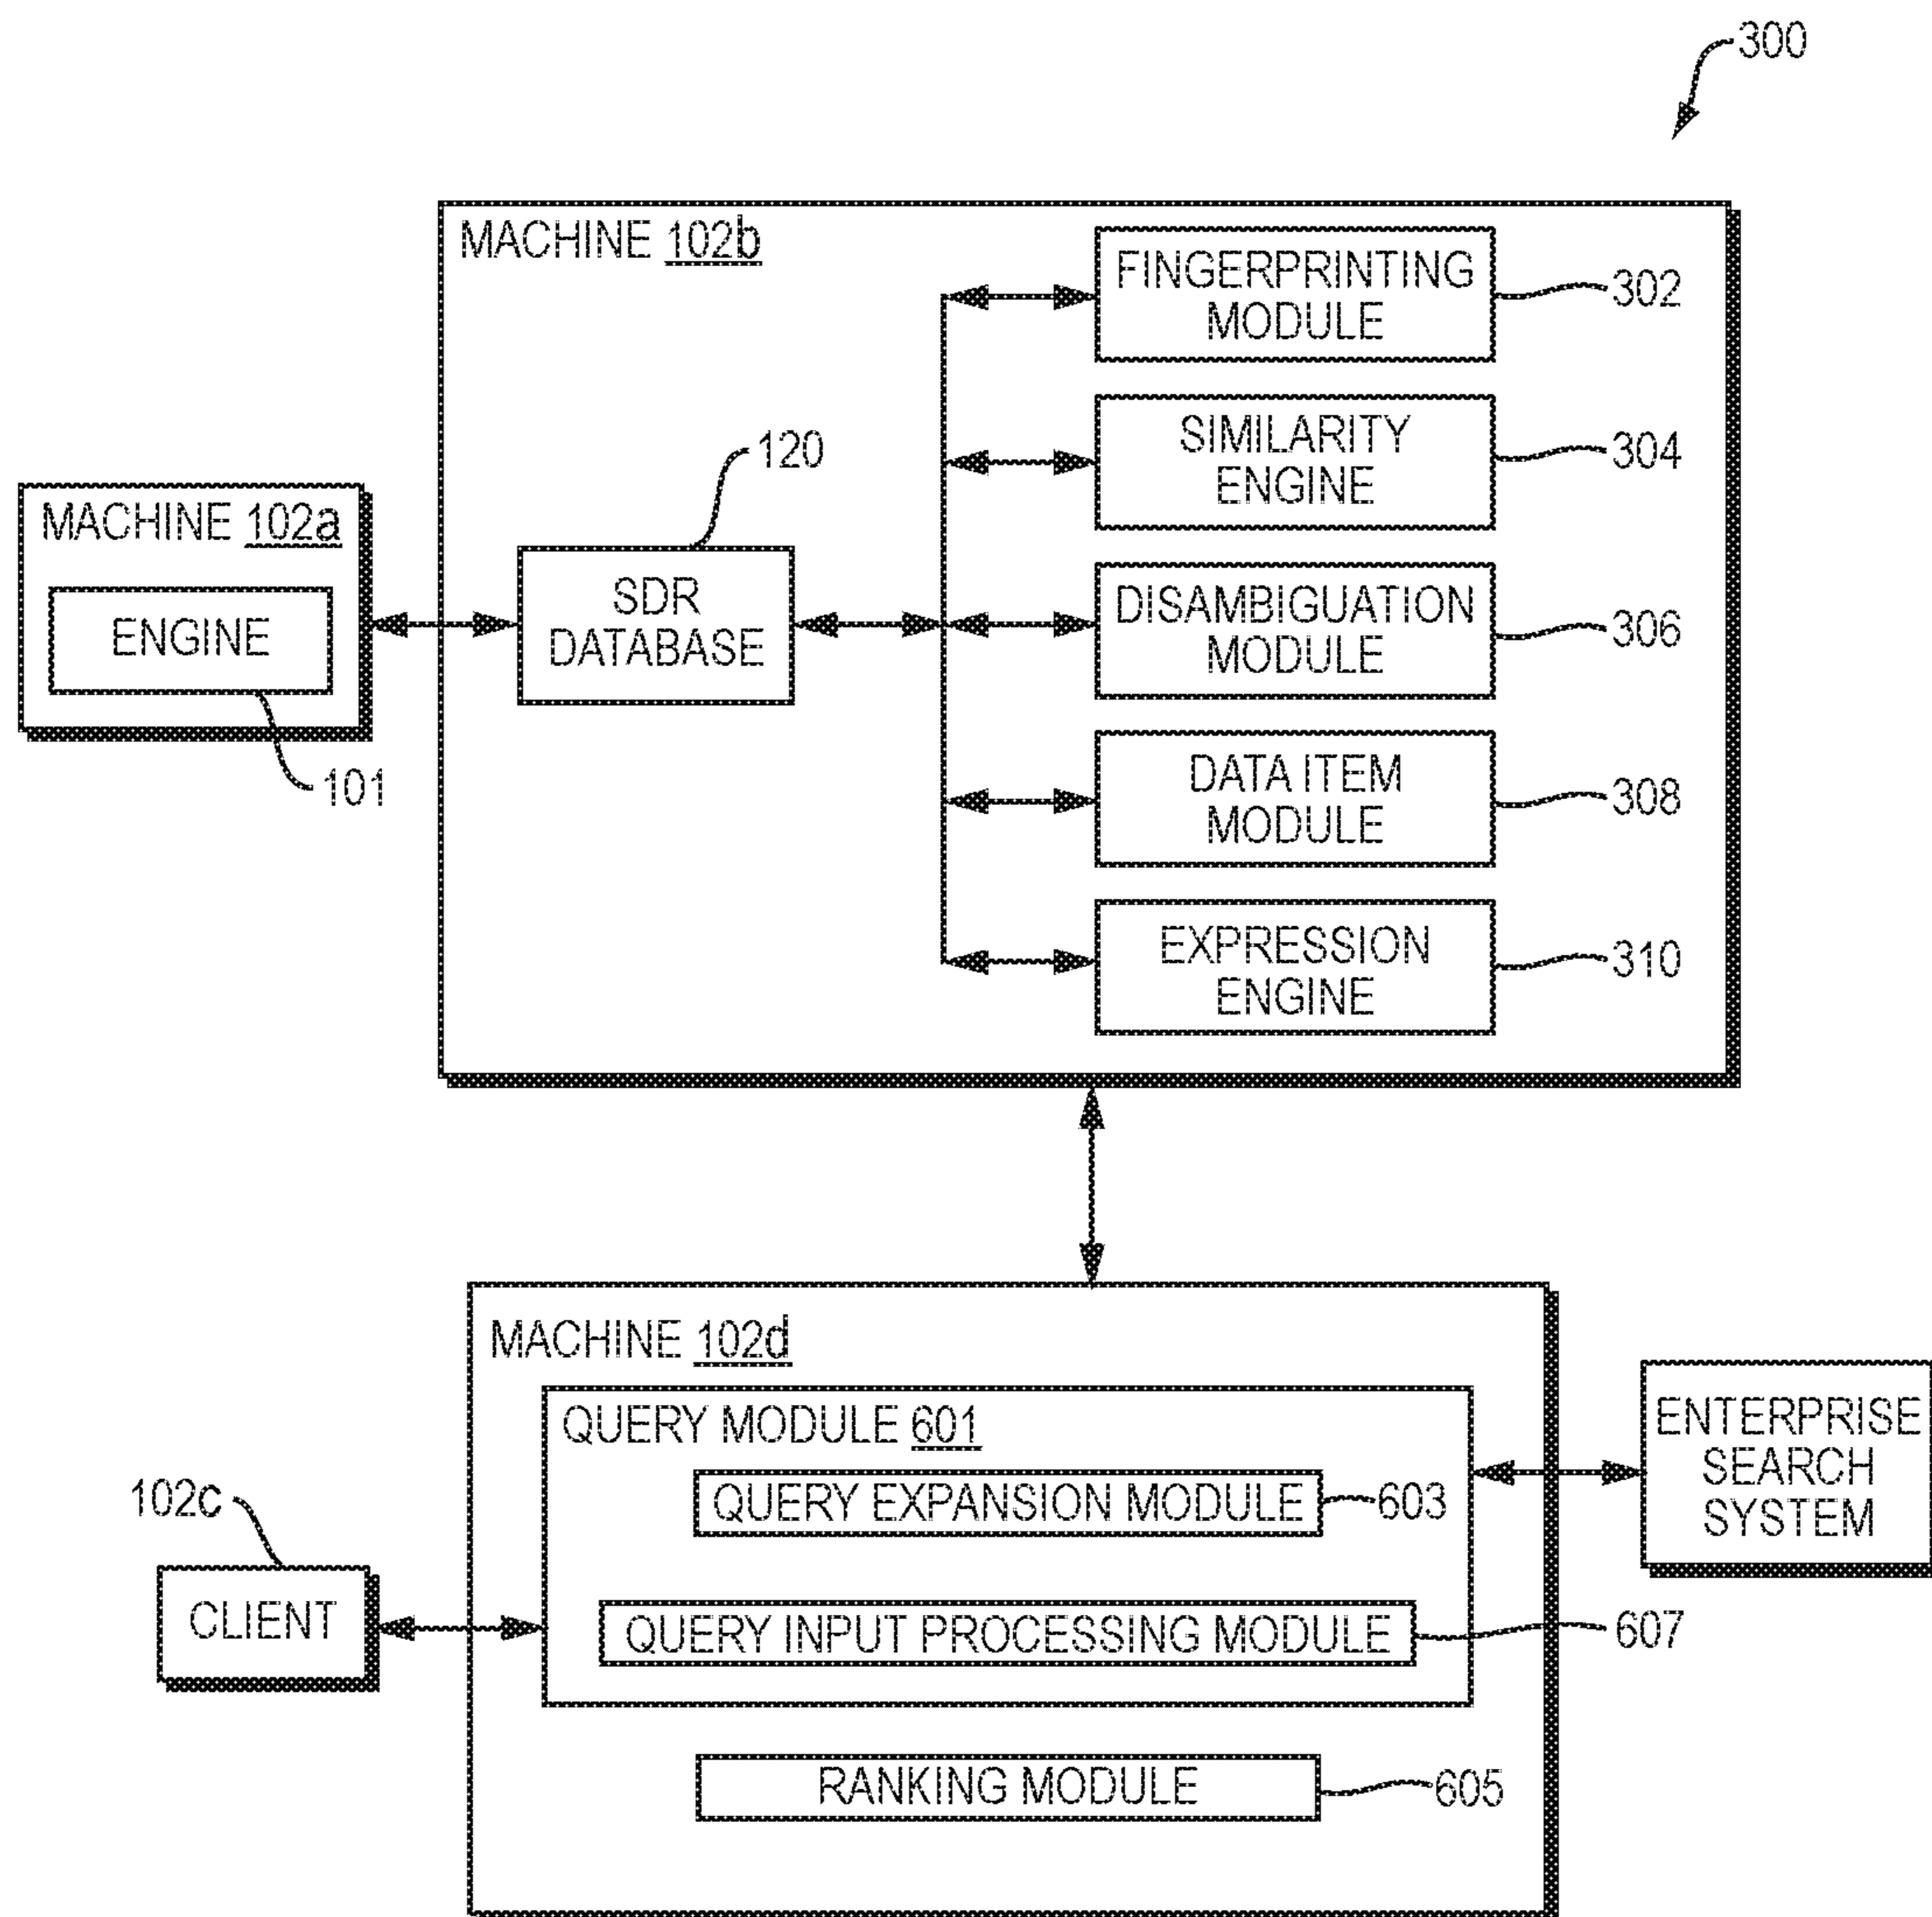 300
MACHINE 102b
FINGERPRINTING
MODULE
302
SIMILARITY
ENGINE
304
120
MACHINE 102a
ENGINE
101
SDR
DATABASE
DISAMBIGUATION
MODULE
306
DATA ITEM
MODULE
308
EXPRESSION
ENGINE
310
MACHINE 102d
QUERY MODULE 601
QUERY EXPANSION MODULE
603
ENTERPRISE
SEARCH
SYSTEM
102c
CLIENT
QUERY INPUT PROCESSING MODULE
607
RANKING MODULE
605